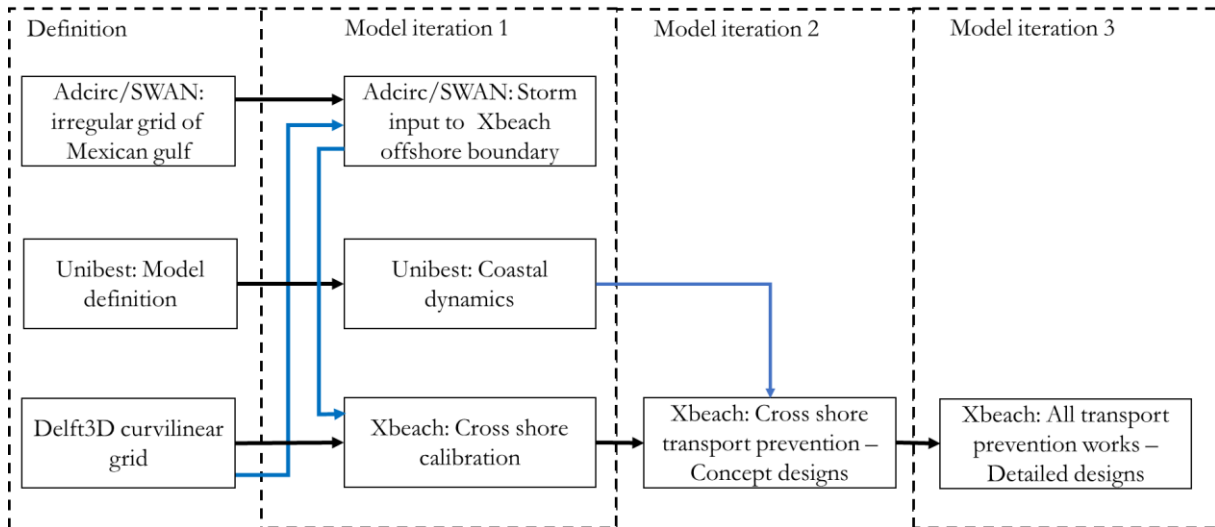 Definition
Model iteration 1
Model iteration 2
Model iteration 3
Adcirc/SWAN:
irregular grid of
Mexican gulf
Adcirc/SWAN: Storm
input to Xbeach
offshore boundary
Unibest: Model
definition
Unibest: Coastal
dynamics
Delft3D curvilinear
grid
Xbeach: Cross shore
calibration
Xbeach: Cross shore
transport prevention –
Concept designs
Xbeach: All transport
prevention works –
Detailed designs